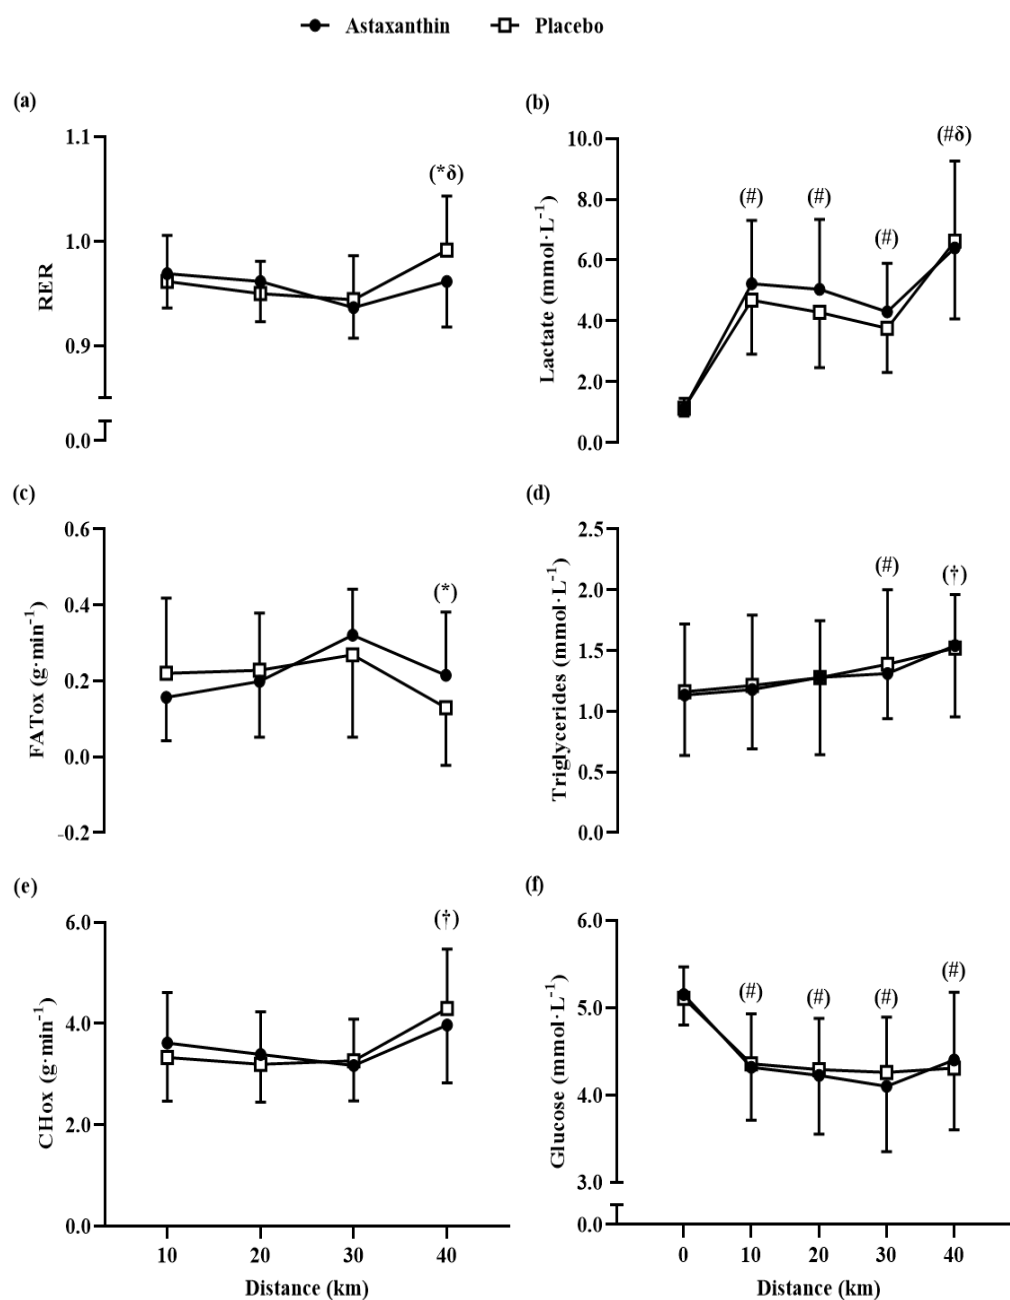 Astaxanthin Placebo
(a)
1.1
1.0
0.9
0.0
RER
(*δ)
(b)
10.0
8.0
6.0
4.0
2.0
0.0
Lactate (mmol·L⁻¹)
(#) (#) (#) (#δ)
(c)
0.6
0.4
0.2
0.0
-0.2
FATox (g·min⁻¹)
(*)
(d)
2.5
2.0
1.5
1.0
0.5
0.0
Triglycerides (mmol·L⁻¹)
(#) (†)
(e)
6.0
4.0
2.0
0.0
CHox (g·min⁻¹)
(†)
10 20 30 40
Distance (km)
(f)
6.0
5.0
4.0
3.0
0.0
Glucose (mmol·L⁻¹)
(#) (#) (#) (#)
0 10 20 30 40
Distance (km)